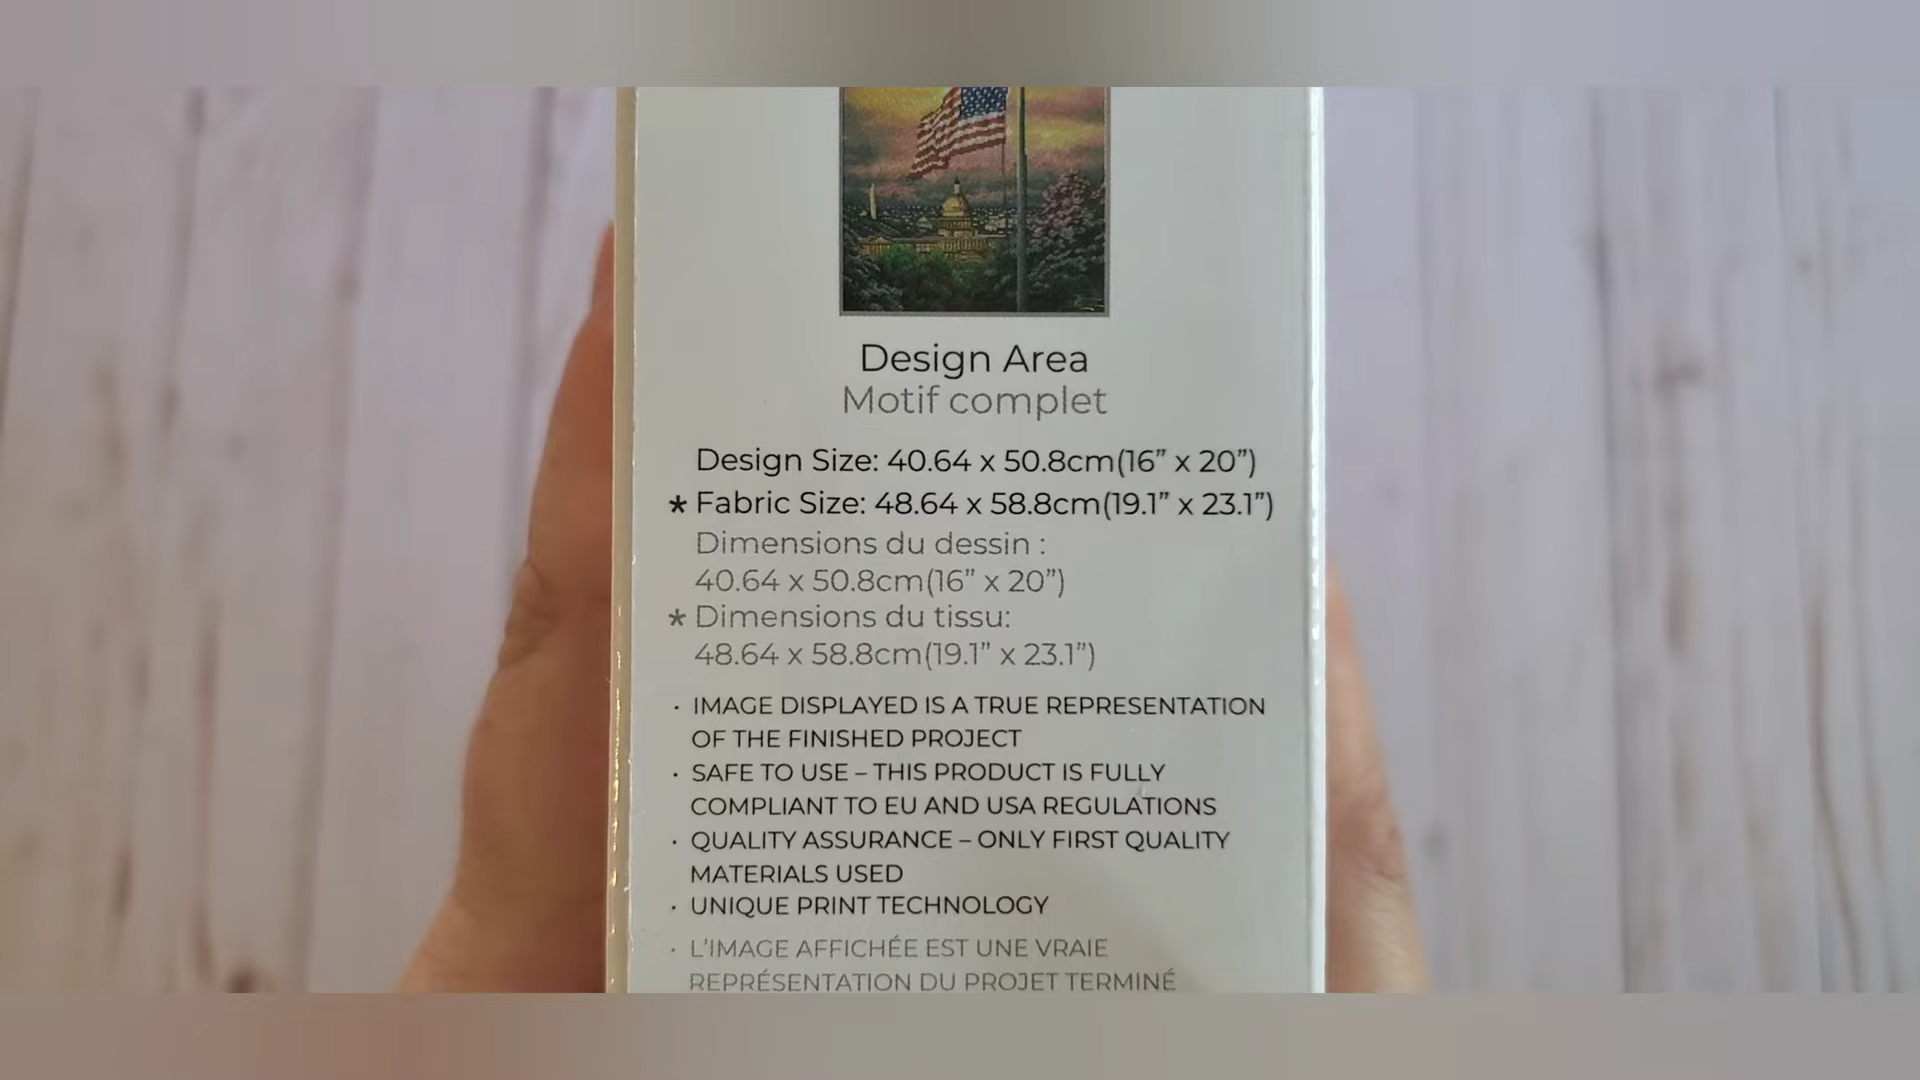 Design Area
Motif complet
Design Size: 40.64 x 50.8cm(16” x 20”)
* Fabric Size: 48.64 x 58.8cm(19.1” x 23.1”)
Dimensions du dessin :
40.64 x 50.8cm(16” x 20”)
* Dimensions du tissu:
48.64 x 58.8cm(19.1” x 23.1”)
· IMAGE DISPLAYED IS A TRUE REPRESENTATION
OF THE FINISHED PROJECT
· SAFE TO USE – THIS PRODUCT IS FULLY
COMPLIANT TO EU AND USA REGULATIONS
· QUALITY ASSURANCE – ONLY FIRST QUALITY
MATERIALS USED
· UNIQUE PRINT TECHNOLOGY
· L’IMAGE AFFICHÉE EST UNE VRAIE
REPRÉSENTATION DU PROJET TERMINÉ